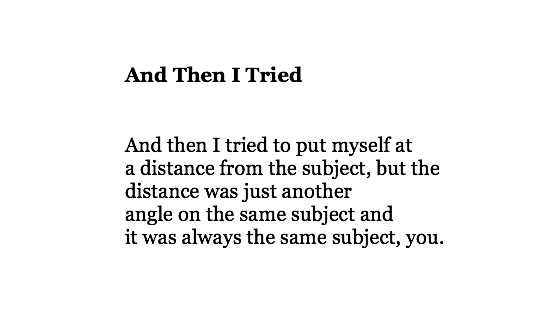 And Then I Tried
And then I tried to put myself at
a distance from the subject, but the
distance was just another
angle on the same subject and
it was always the same subject, you.